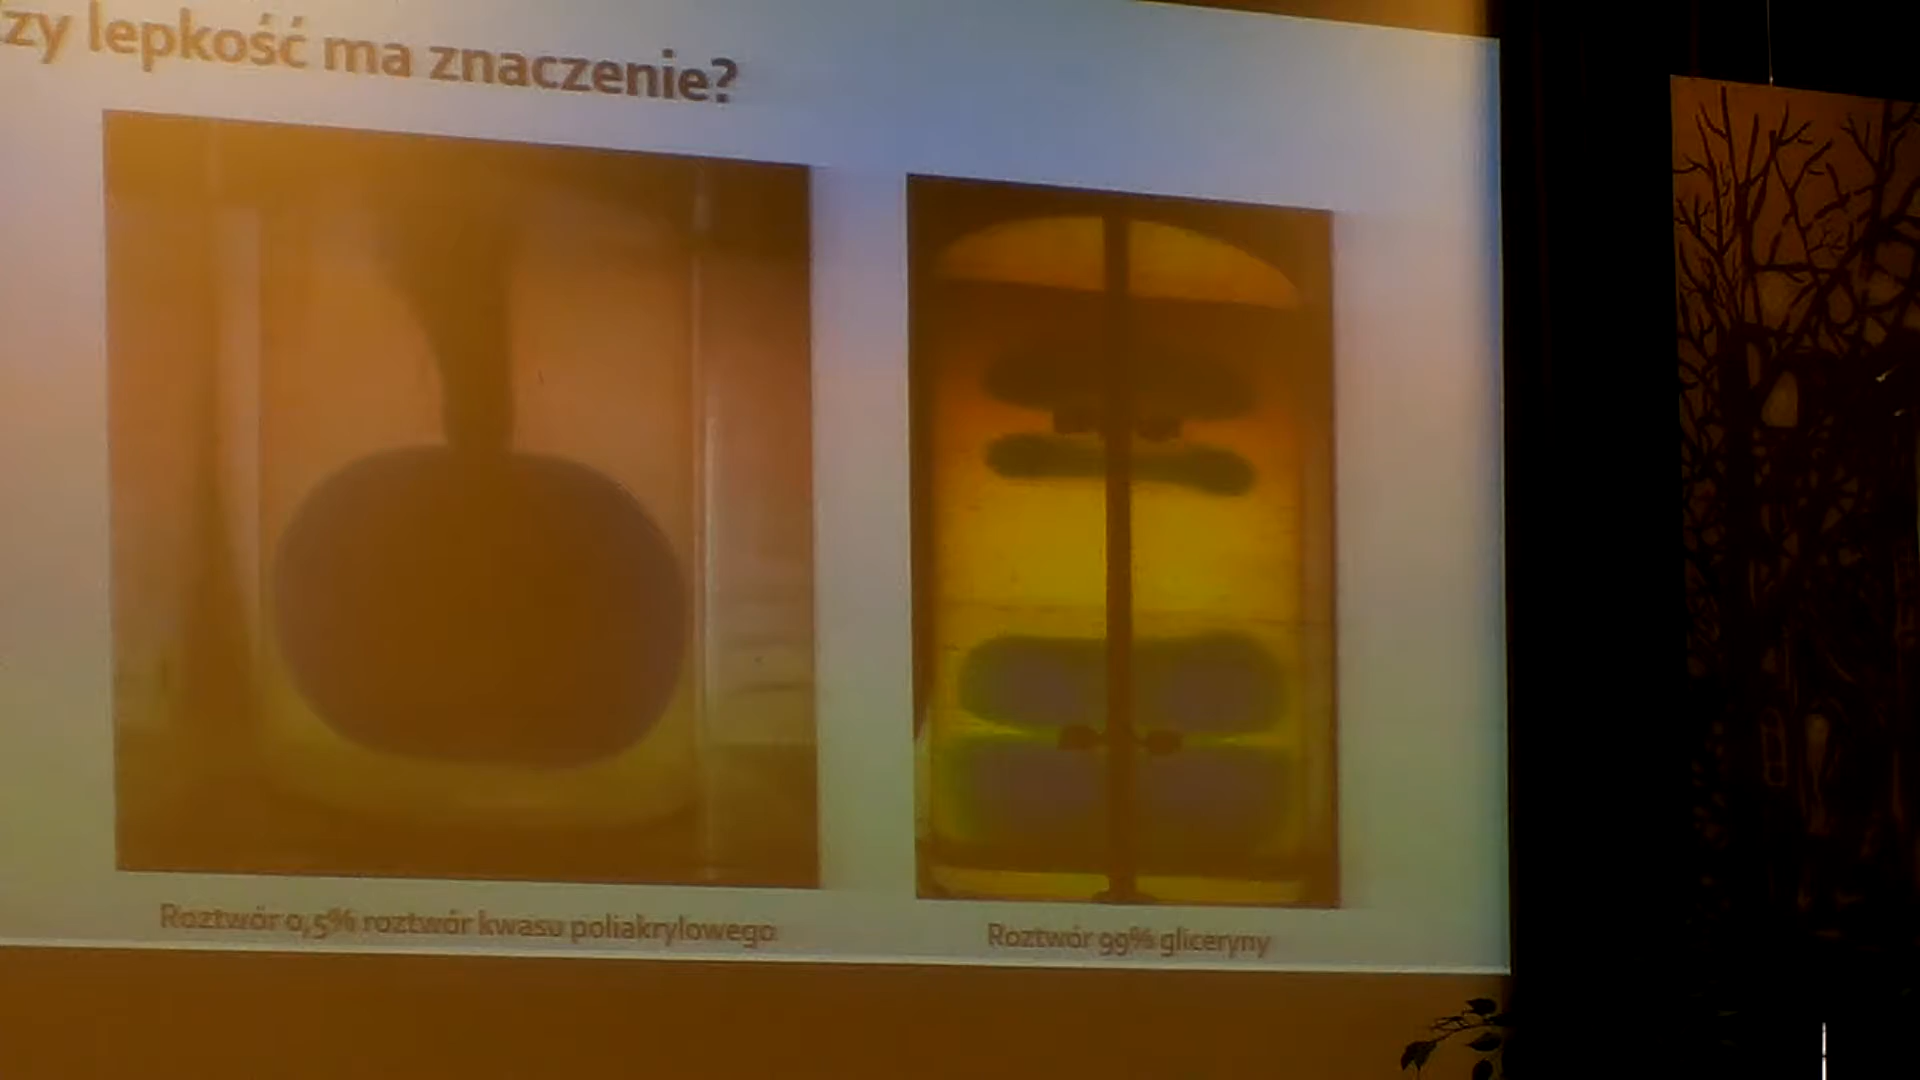 zy lepkość ma znaczenie?
Roztwór 0,5% roztwór kwasu poliakrylowego
Roztwór 99% gliceryny